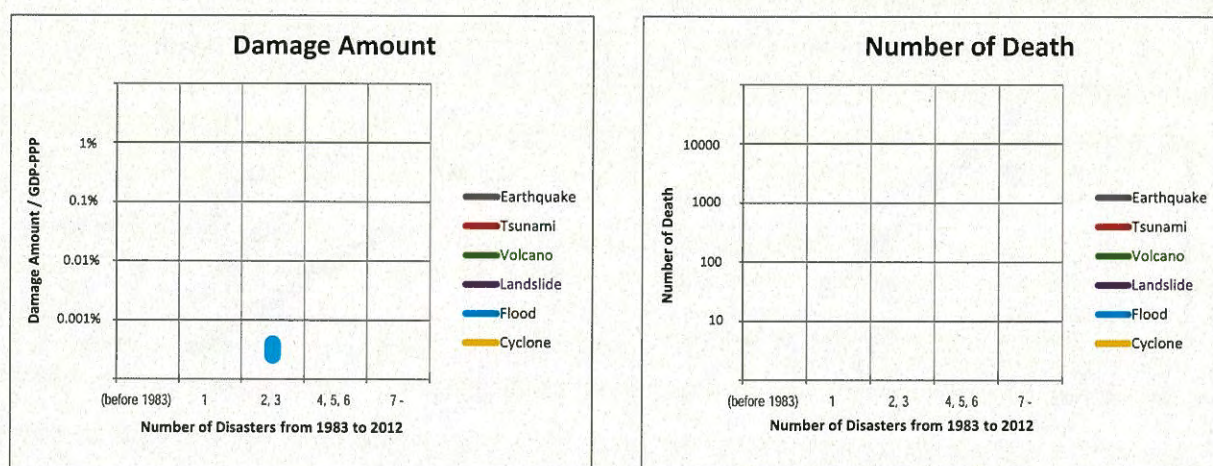 Damage Amount
Damage Amount / GDP-PPP
1%
0.1%
0.01%
0.001%
(before 1983) 1 2, 3 4, 5, 6 7 -
Number of Disasters from 1983 to 2012
Earthquake
Tsunami
Volcano
Landslide
Flood
Cyclone
Number of Death
Number of Death
10000
1000
100
10
(before 1983) 1 2, 3 4, 5, 6 7 -
Number of Disasters from 1983 to 2012
Earthquake
Tsunami
Volcano
Landslide
Flood
Cyclone